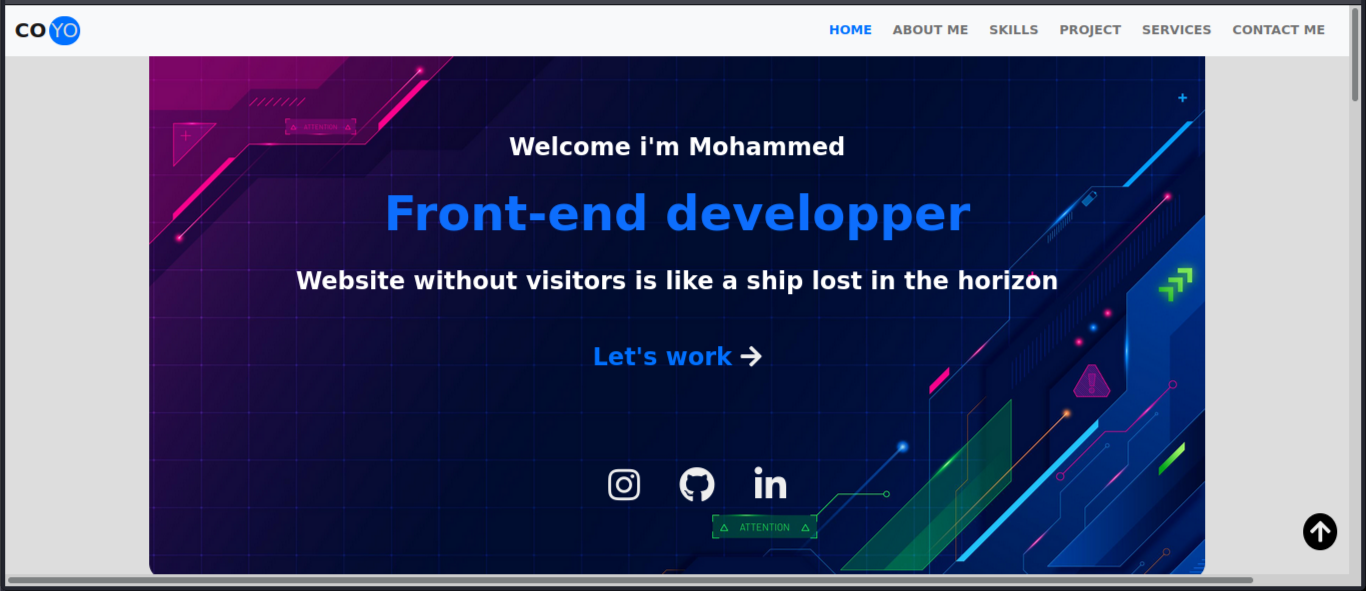 COYO
HOME ABOUT ME SKILLS PROJECT SERVICES CONTACT ME
ATTENTION
Welcome i'm Mohammed
Front-end developper
Website without visitors is like a ship lost in the horizon
Let's work
ATTENTION